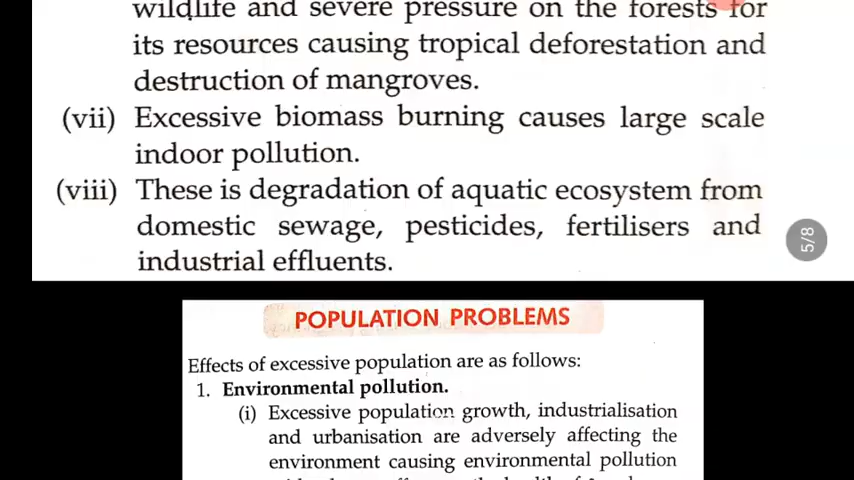 wildlife and severe pressure on the forests for
its resources causing tropical deforestation and
destruction of mangroves.
(vii) Excessive biomass burning causes large scale
indoor pollution.
(viii) These is degradation of aquatic ecosystem from
domestic sewage, pesticides, fertilisers and
industrial effluents.
5/8
POPULATION PROBLEMS
Effects of excessive population are as follows:
1. Environmental pollution.
(i) Excessive population growth, industrialisation
and urbanisation are adversely affecting the
environment causing environmental pollution